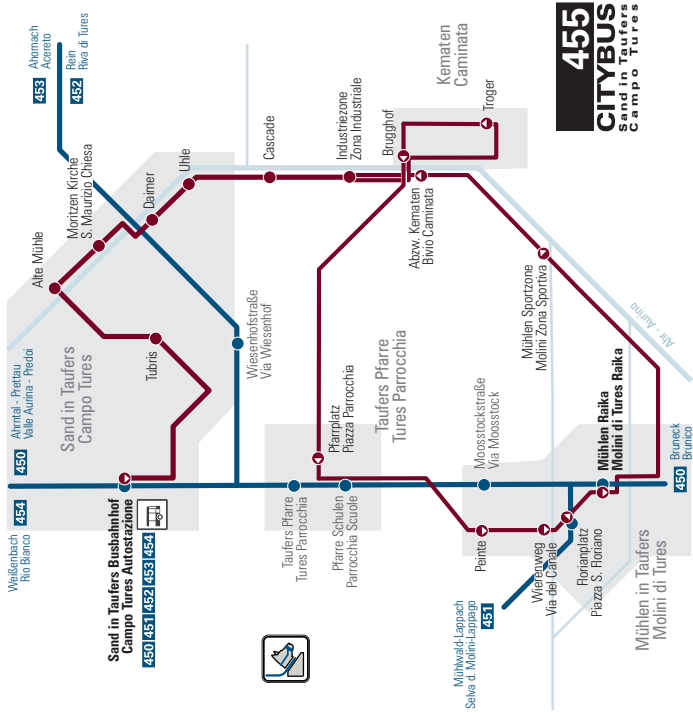 455
CITYBUS
Sand in Taufers
Campo Tures
Ahornach
Acereto
453
Rein
Riva di Tures
452
Kematen
Caminata
Troger
Brugghof
Industriezone
Zona Industriale
Cascade
Uhle
Daimer
Moritzen Kirche
S. Maurizio Chiesa
Alte Mühle
Abzw. Kematen
Bivio Caminata
Mühlen Sportzone
Molini Zona Sportiva
Ahr - Aurino
Wiesenhofstraße
Via Wiesenhof
Tubris
Sand in Taufers
Campo Tures
Ahrntal - Prettau
Valle Aurina - Predoi
450
Weißenbach
Rio Bianco
454
Taufers Pfarre
Tures Parrocchia
Pfarrplatz
Piazza Parrocchia
Moosstockstraße
Via Moosstock
Mühlen Raika
Molini di Tures Raika
Bruneck
Brunico
450
Sand in Taufers Busbahnhof
Campo Tures Autostazione
450 451 452 453 454
Taufers Pfarre
Tures Parrocchia
Pfarre Schulen
Parrocchia Scuole
Peinte
Wierenweg
Via del Canale
Florianplatz
Piazza S. Floriano
Mühlen in Taufers
Molini di Tures
Mühlwald-Lappach
Selva d. Molini-Lappago
451